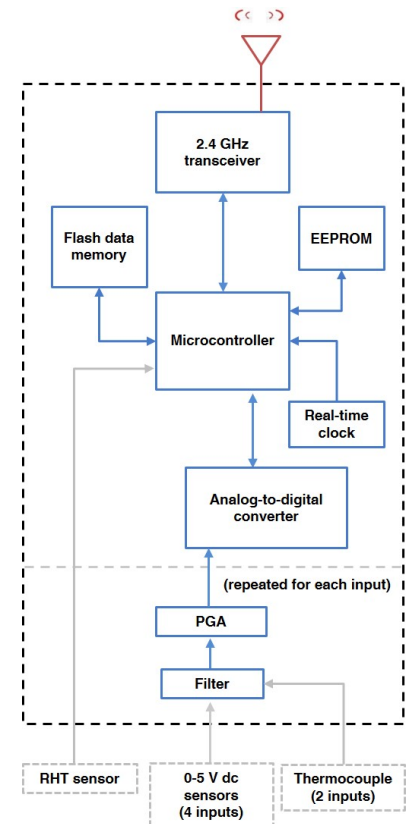 2.4 GHz
transceiver
Flash data
memory
EEPROM
Microcontroller
Real-time
clock
Analog-to-digital
converter
(repeated for each input)
PGA
Filter
RHT sensor
0-5 V dc
sensors
(4 inputs)
Thermocouple
(2 inputs)